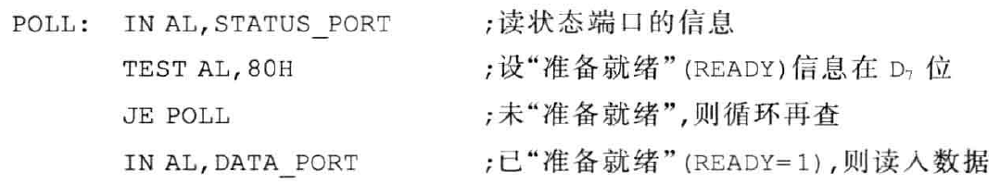 POLL: IN AL,STATUS_PORT ;读状态端口的信息
TEST AL,80H ;设“准备就绪”(READY)信息在 D₇ 位
JE POLL ;未“准备就绪”,则循环再查
IN AL,DATA_PORT ;已“准备就绪”(READY=1),则读入数据